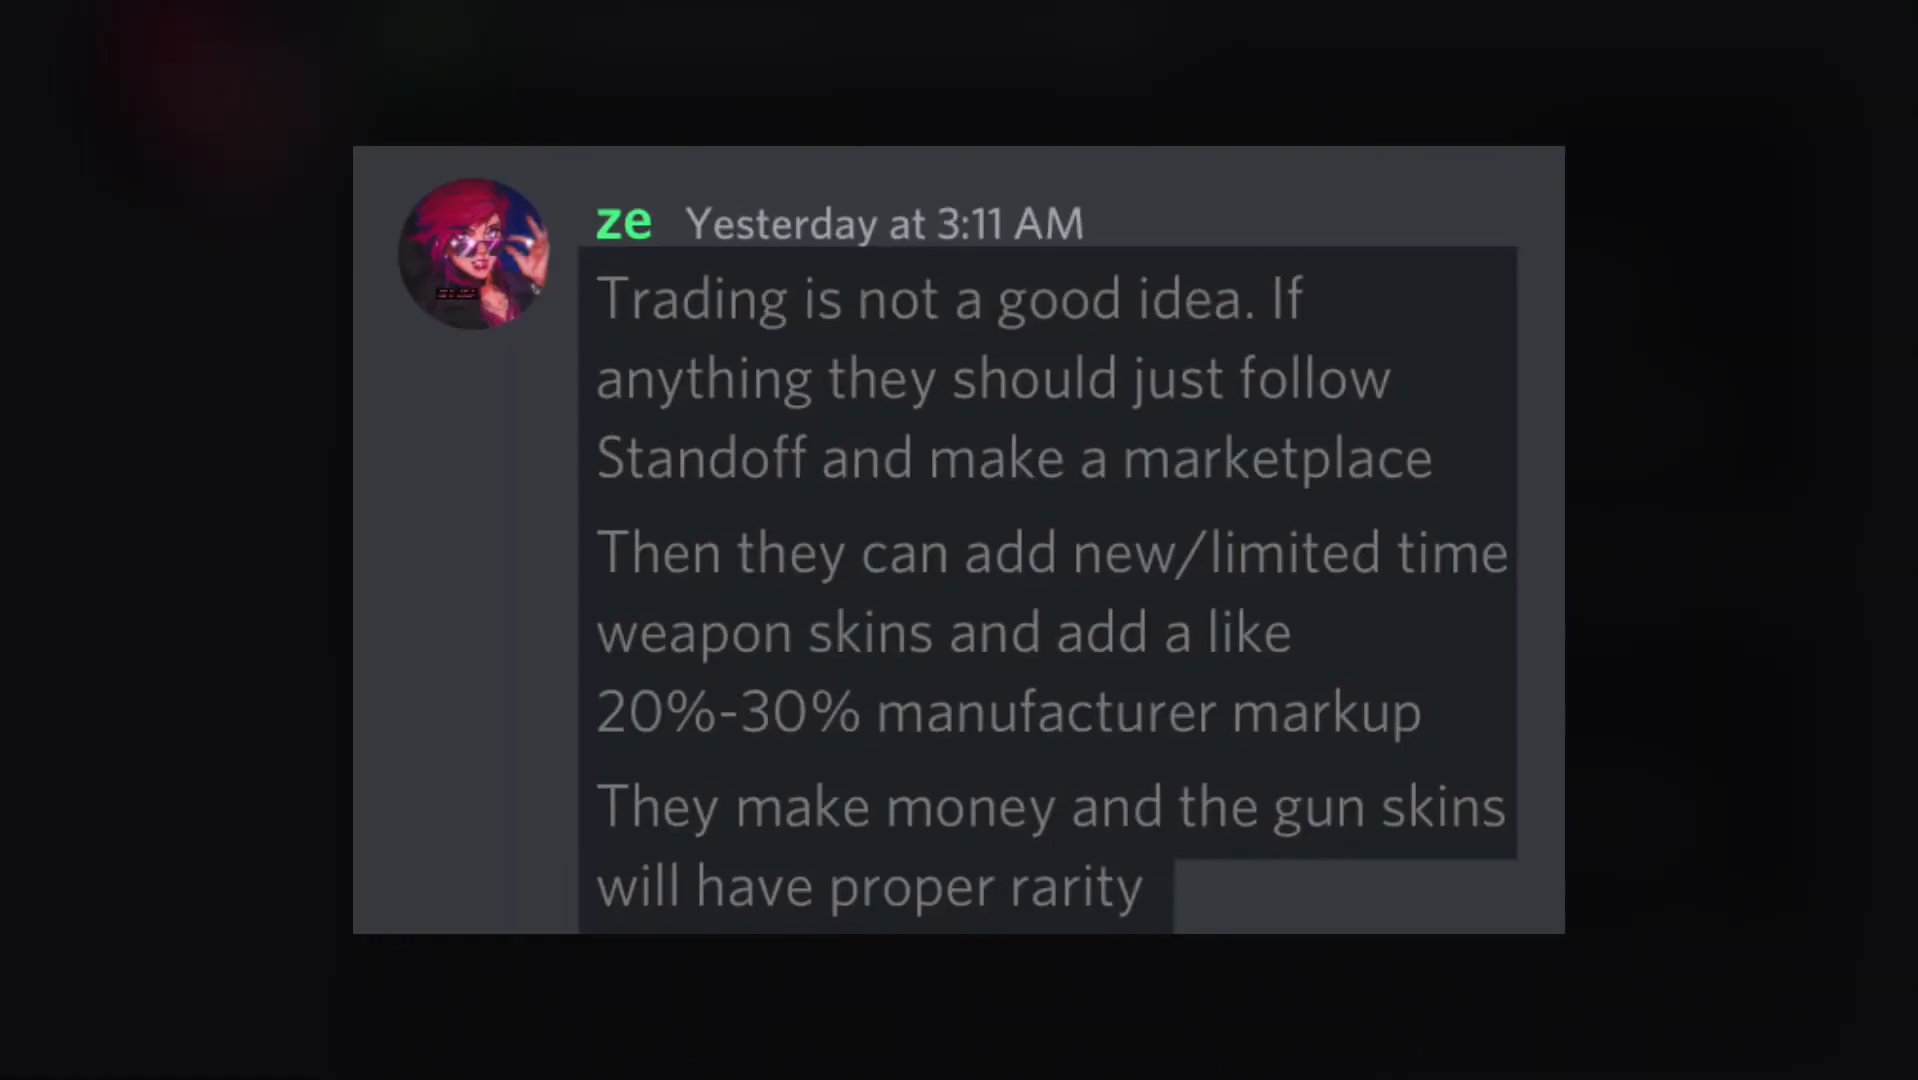 ze Yesterday at 3:11 AM
Trading is not a good idea. If
anything they should just follow
Standoff and make a marketplace
Then they can add new/limited time
weapon skins and add a like
20%-30% manufacturer markup
They make money and the gun skins
will have proper rarity